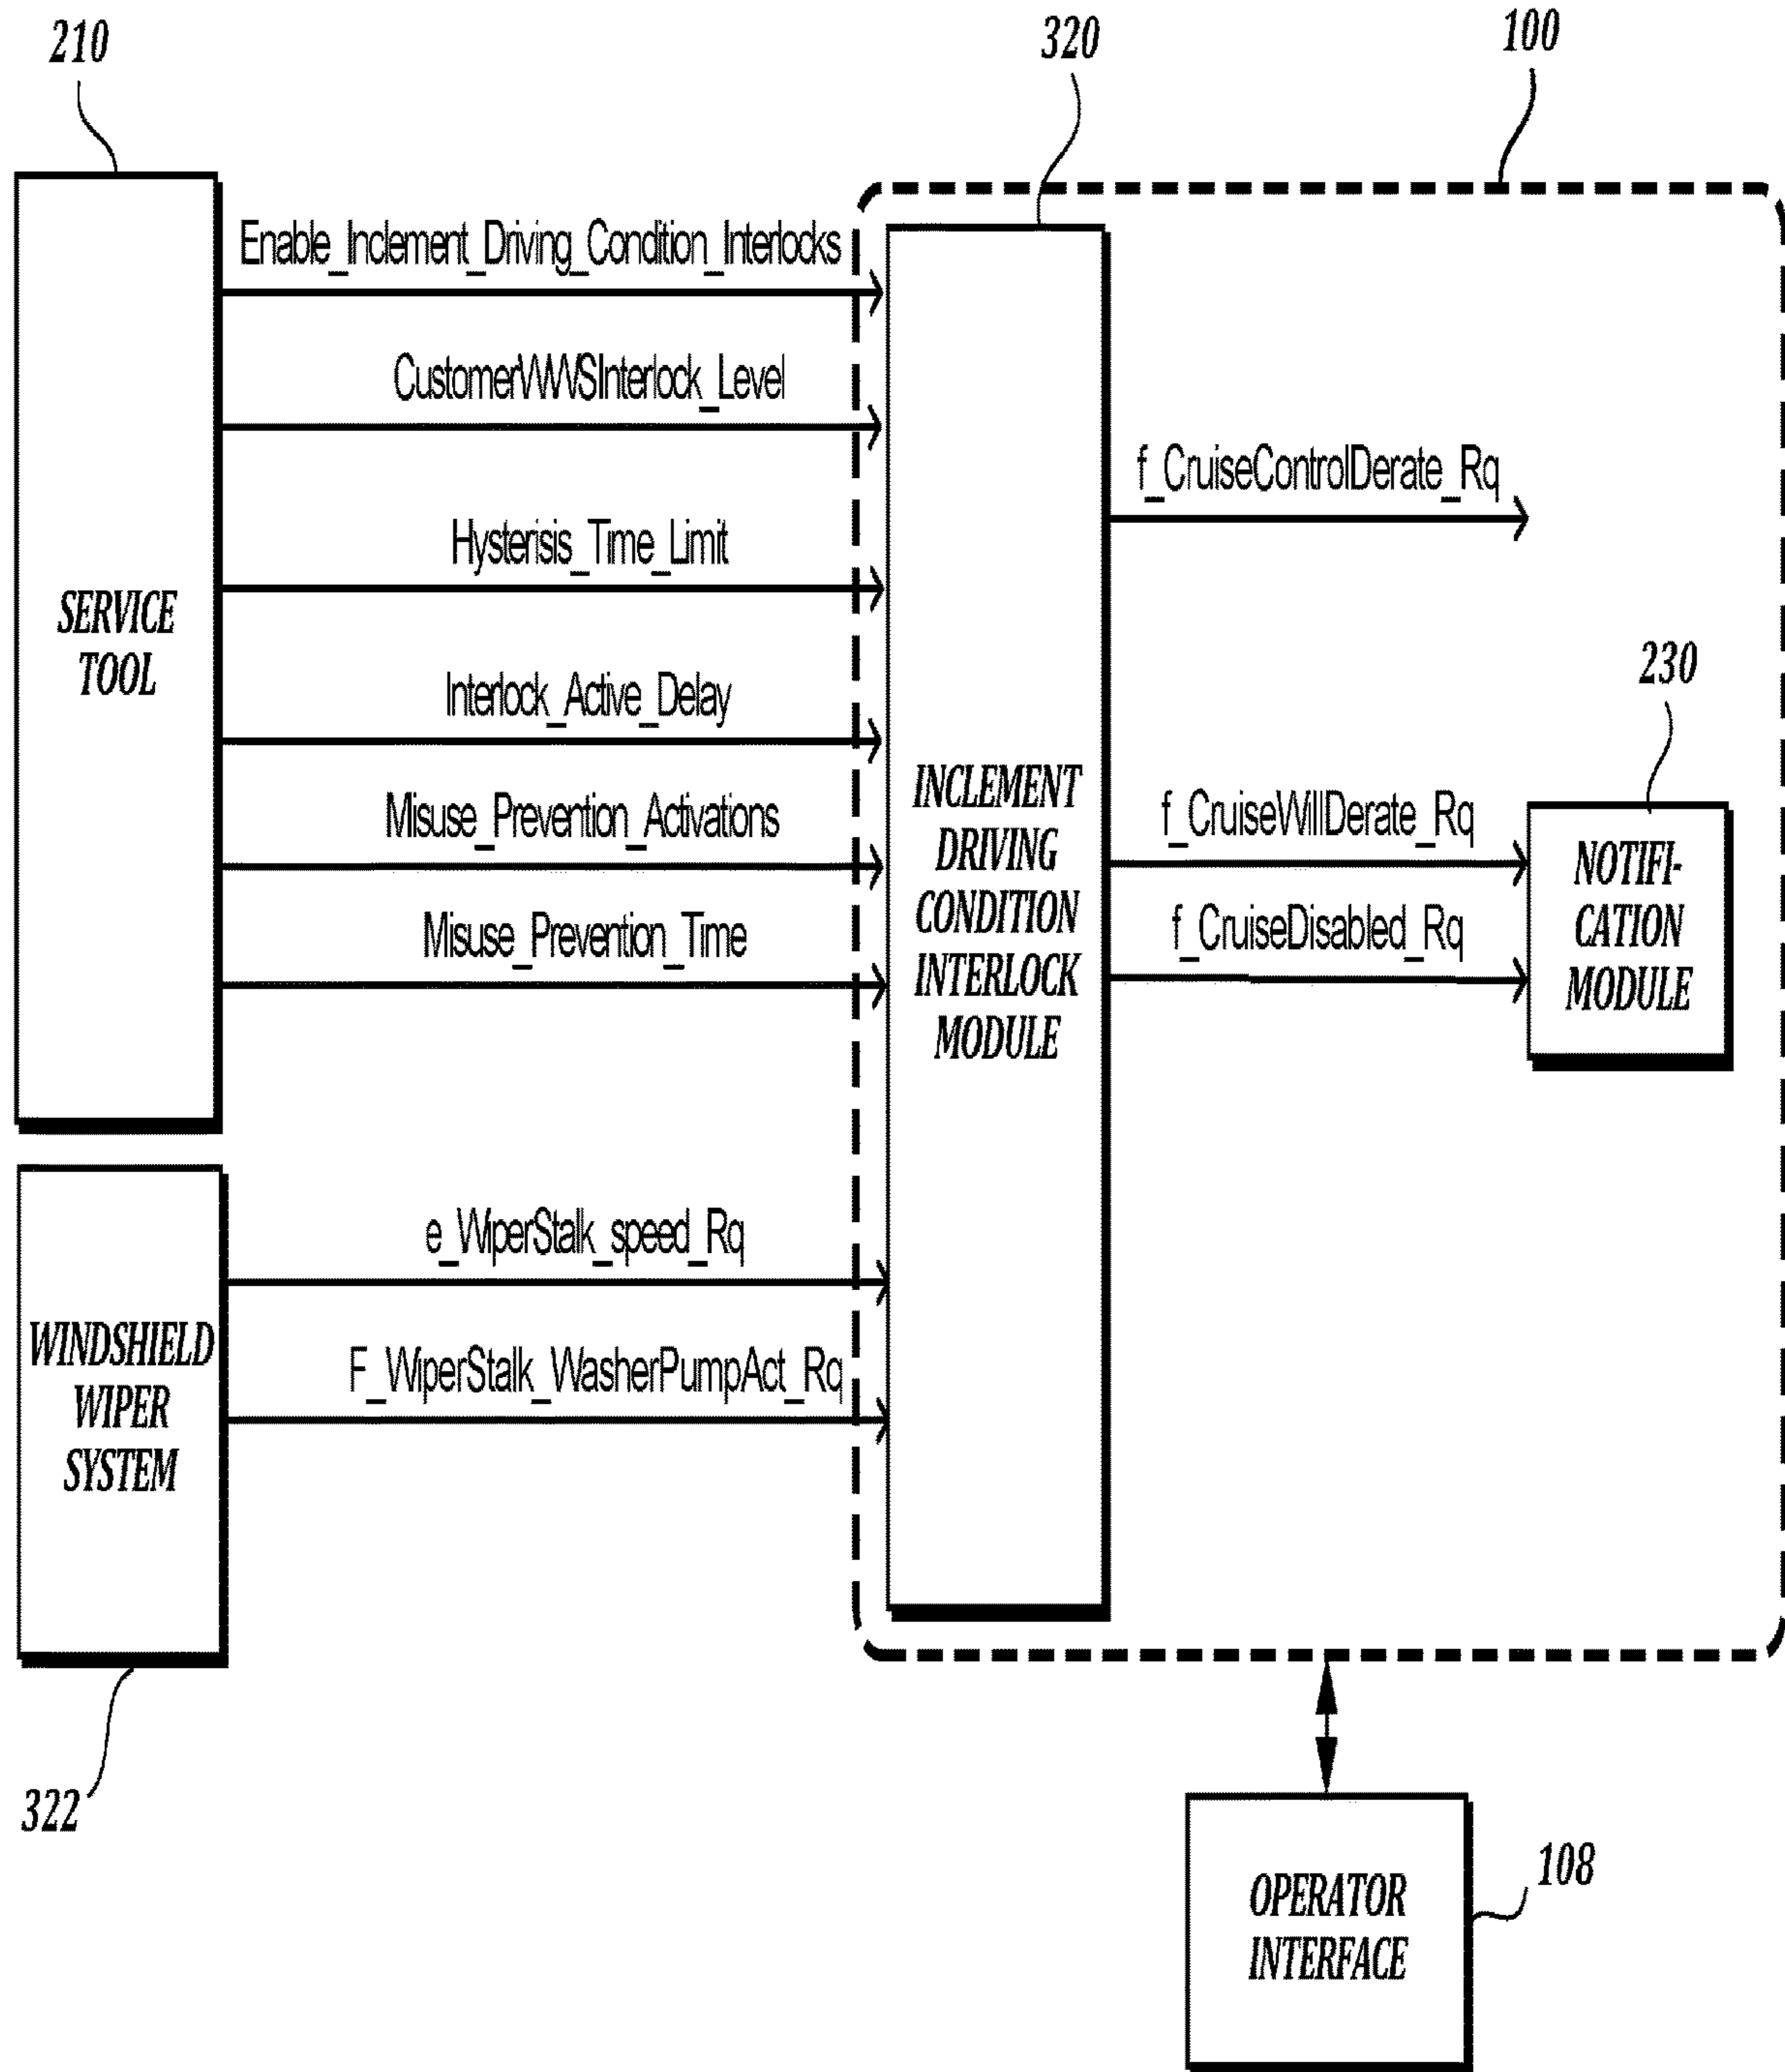 210
320
100
Enable_Inclement_Driving_Condition_Interlocks
CustomerWWSInterlock_Level
f_CruiseControlDerate_Rq
Hysterisis_Time_Limit
SERVICE
TOOL
230
Interlock_Active_Delay
INCLEMENT
DRIVING
CONDITION
INTERLOCK
MODULE
Misuse_Prevention_Activations
f_CruiseWillDerate_Rq
NOTIFI-
CATION
MODULE
Misuse_Prevention_Time
f_CruiseDisabled_Rq
e_WiperStalk_speed_Rq
WINDSHIELD
WIPER
SYSTEM
F_WiperStalk_WasherPumpAct_Rq
322
108
OPERATOR
INTERFACE